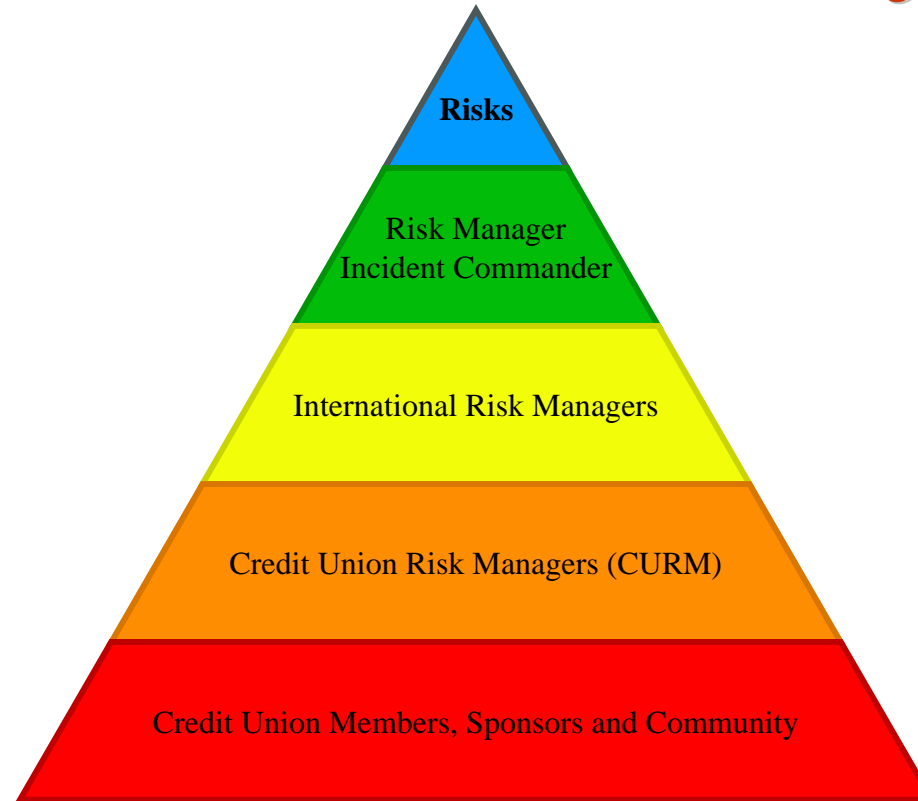 Risks
Risk Manager
Incident Commander
International Risk Managers
Credit Union Risk Managers (CURM)
Credit Union Members, Sponsors and Community